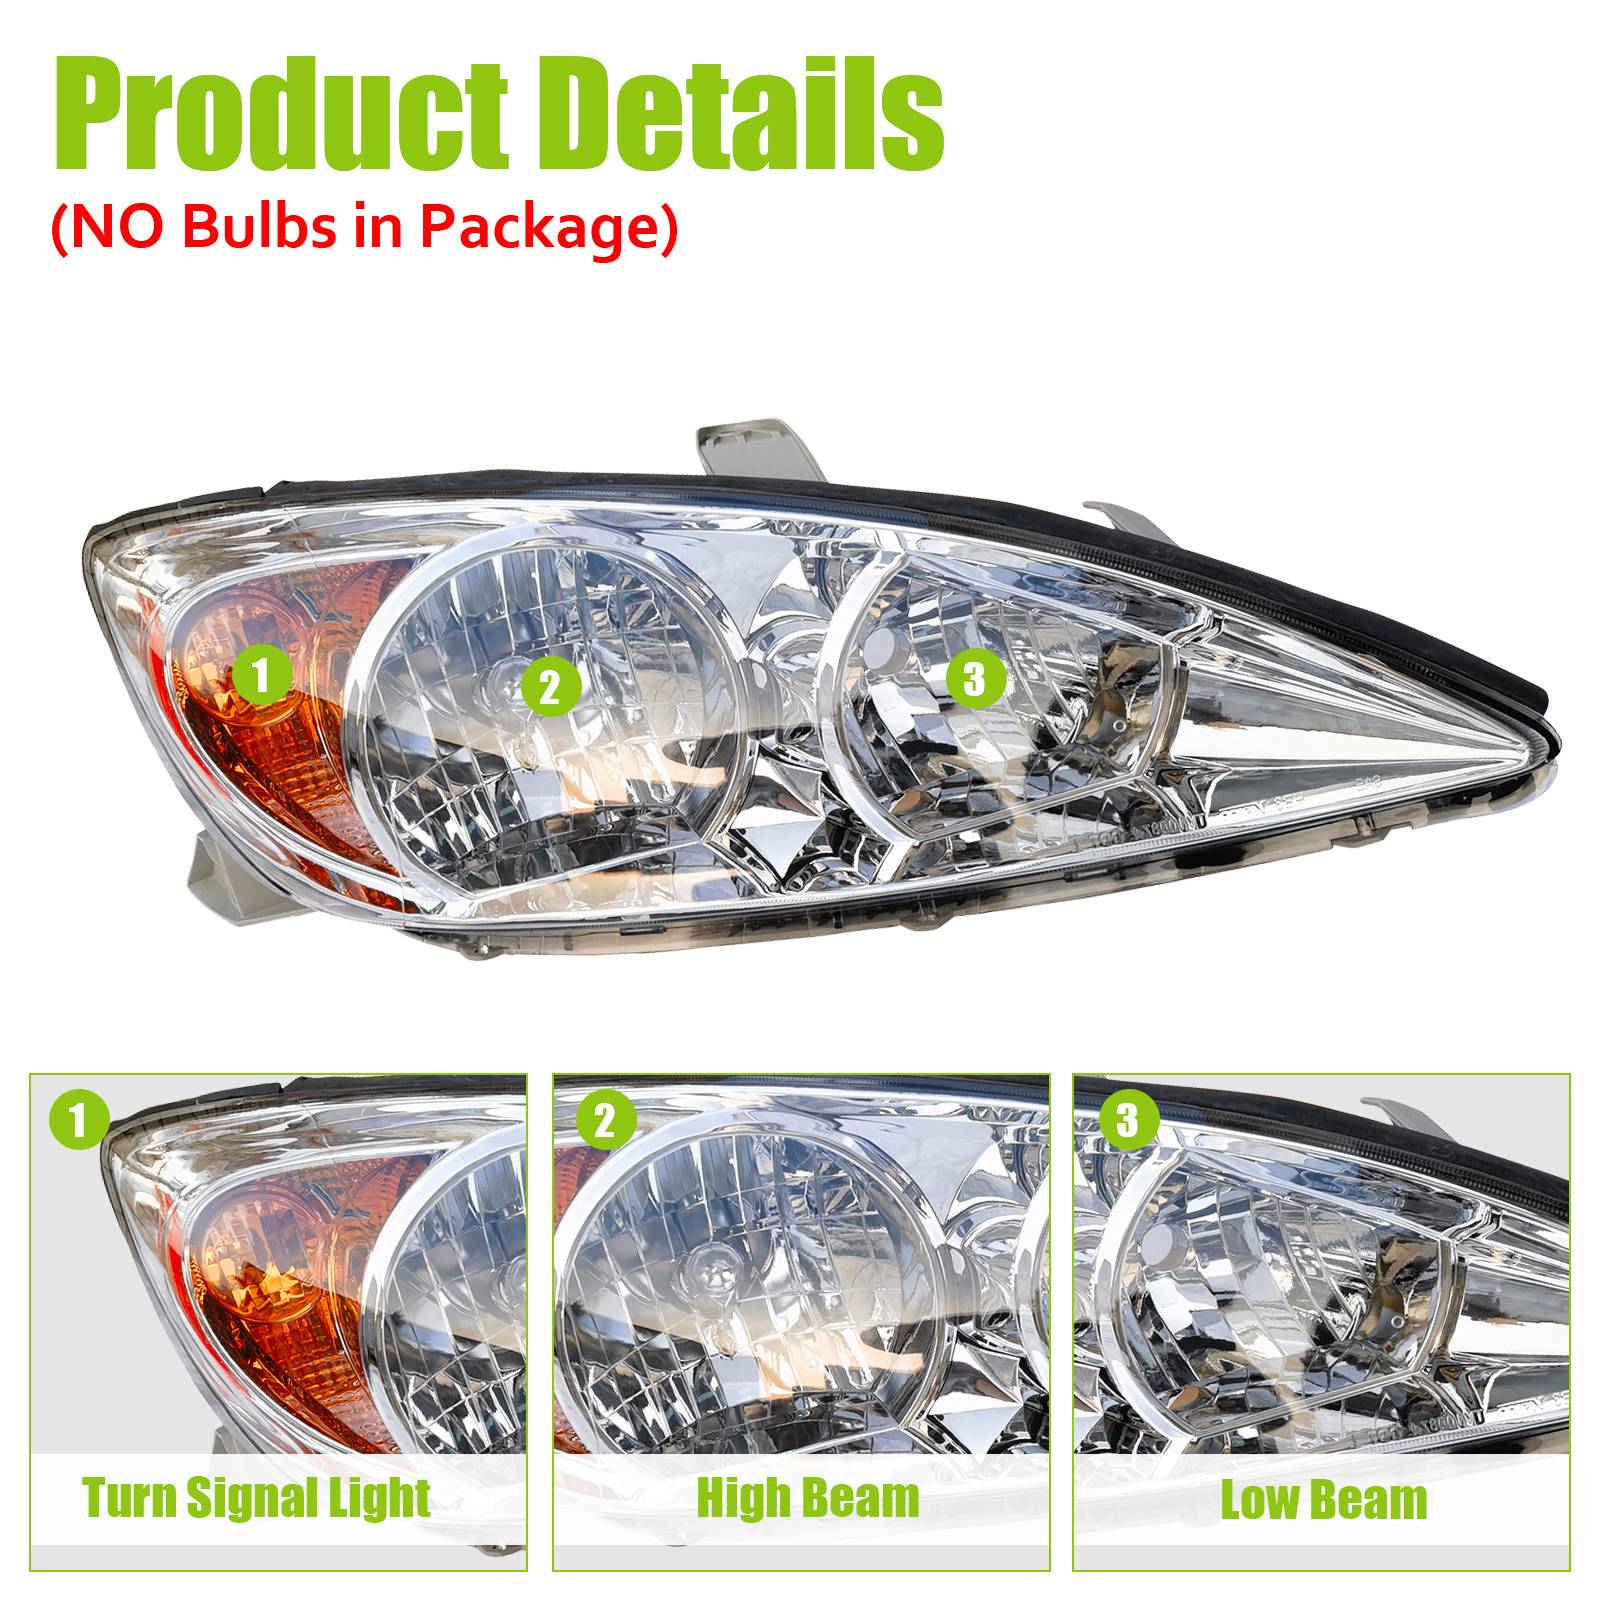 Product Details
(NO Bulbs in Package)
1
2
3
1
2
3
Turn Signal Light
High Beam
Low Beam